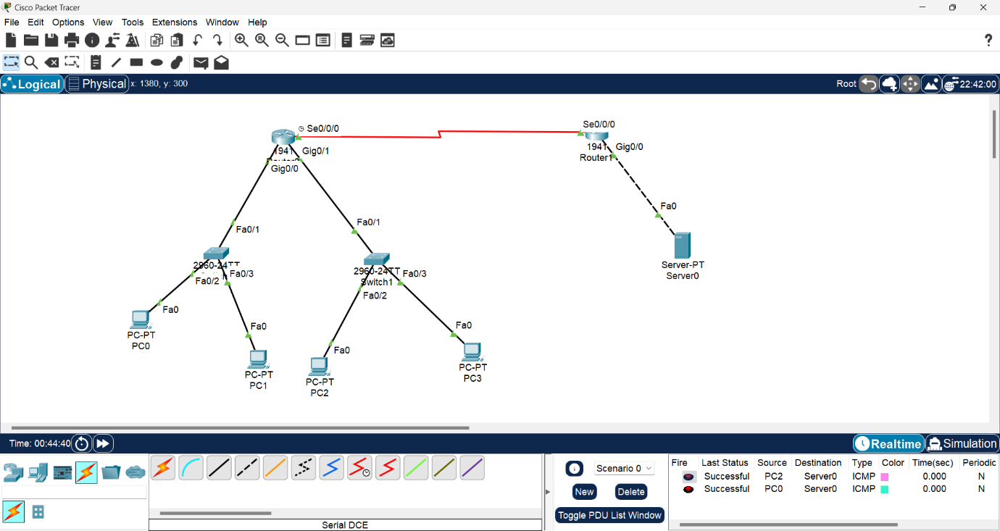 Cisco Packet Tracer
File Edit Options View Tools Extensions Window Help
?
Logical Physical x: 1380, y: 300 Root 22:42:00
Se0/0/0
1941 Gig0/1
Gig0/0
Se0/0/0
1941 Gig0/0
Router1
Fa0
Server-PT
Server0
Fa0/1
2960-24TT
Fa0/3
Fa0/2
Fa0
PC-PT
PC0
Fa0
PC-PT
PC1
Fa0/1
2960-24TT Fa0/3
Switch1
Fa0/2
Fa0
PC-PT
PC2
Fa0
PC-PT
PC3
Time: 00:44:40 Realtime Simulation
Serial DCE
Scenario 0
New Delete
Toggle PDU List Window
Fire Last Status Source Destination Type Color Time(sec) Periodic
Successful PC2 Server0 ICMP 0.000 N
Successful PC0 Server0 ICMP 0.000 N